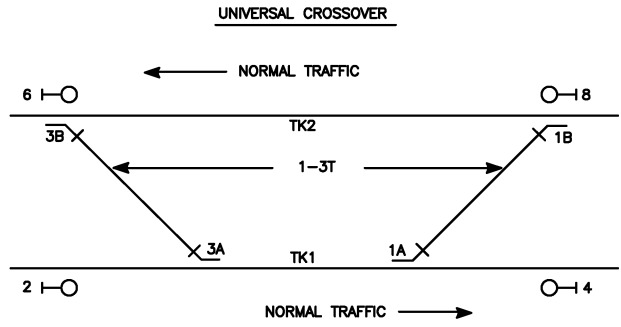 UNIVERSAL CROSSOVER
NORMAL TRAFFIC
6 8
TK2
3B 1B
1-3T
3A 1A
TK1
2 4
NORMAL TRAFFIC